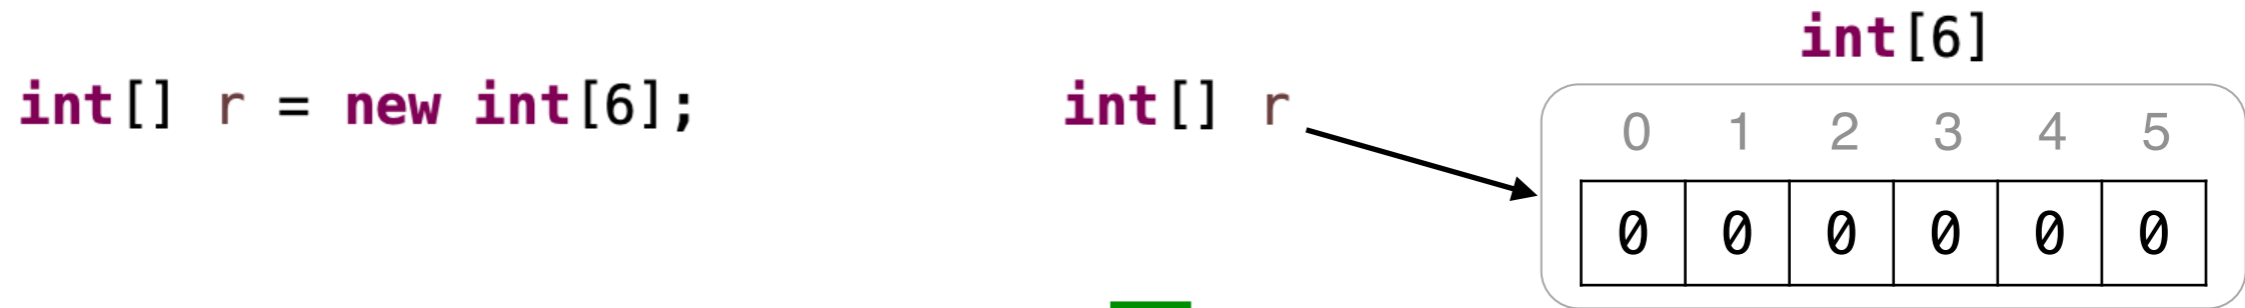 int[6]
int[] r = new int[6];
int[] r
0 1 2 3 4 5
0 0 0 0 0 0